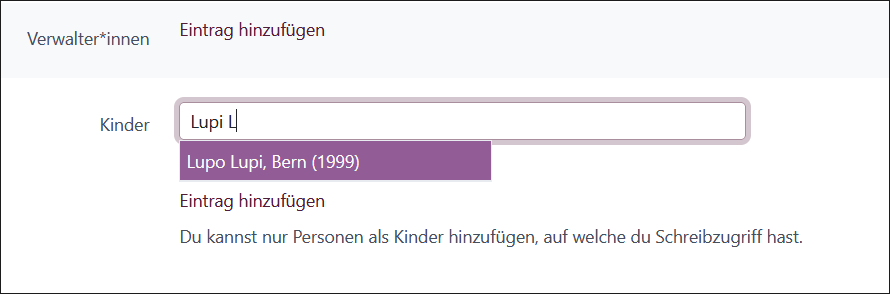 Verwalter*innen
Eintrag hinzufügen
Kinder
Lupi L
Lupo Lupi, Bern (1999)
Eintrag hinzufügen
Du kannst nur Personen als Kinder hinzufügen, auf welche du Schreibzugriff hast.